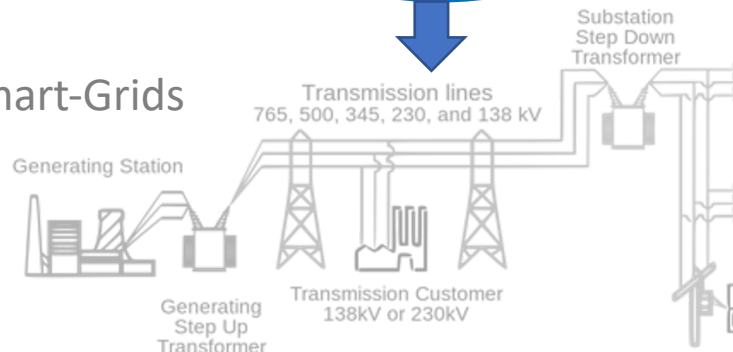 Substation
Step Down
Transformer
mart-Grids
Transmission lines
765, 500, 345, 230, and 138 kV
Generating Station
Transmission Customer
138kV or 230kV
Generating
Step Up
Transformer